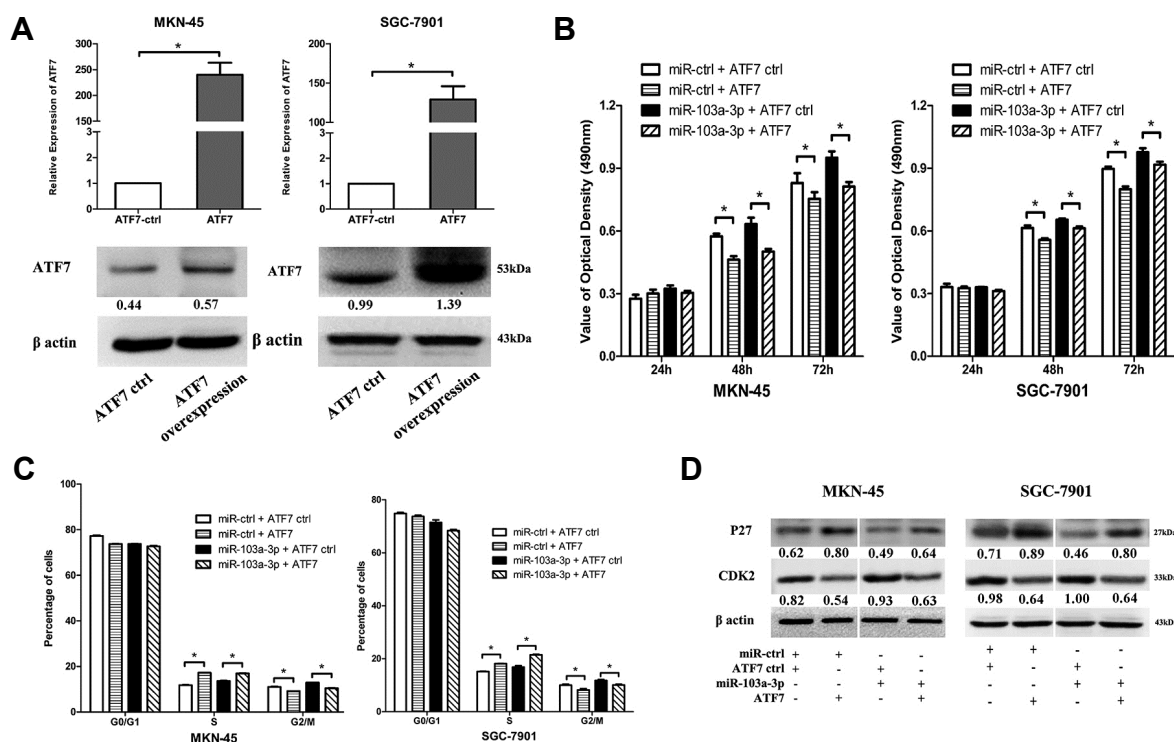 A
MKN-45
SGC-7901
Relative Expression of ATF7
300
250
200
150
3
2
1
0
*
ATF7-ctrl
ATF7
Relative Expression of ATF7
200
150
100
3
2
1
0
*
ATF7-ctrl
ATF7
ATF7
0.44
0.57
ATF7
0.99
1.39
53kDa
β actin
β actin
43kDa
ATF7 ctrl
ATF7
overexpression
ATF7 ctrl
ATF7
overexpression
B
miR-ctrl + ATF7 ctrl
miR-ctrl + ATF7
miR-103a-3p + ATF7 ctrl
miR-103a-3p + ATF7
Value of Optical Density (490nm)
1.2
0.9
0.6
0.3
0.0
*
*
*
*
24h
48h
72h
MKN-45
miR-ctrl + ATF7 ctrl
miR-ctrl + ATF7
miR-103a-3p + ATF7 ctrl
miR-103a-3p + ATF7
Value of Optical Density (490nm)
1.2
0.9
0.6
0.3
0.0
*
*
*
*
24h
48h
72h
SGC-7901
C
Percentage of cells
100
80
60
40
20
0
miR-ctrl + ATF7 ctrl
miR-ctrl + ATF7
miR-103a-3p + ATF7 ctrl
miR-103a-3p + ATF7
*
*
*
*
G0/G1
S
G2/M
MKN-45
Percentage of cells
80
60
40
20
0
miR-ctrl + ATF7 ctrl
miR-ctrl + ATF7
miR-103a-3p + ATF7 ctrl
miR-103a-3p + ATF7
*
*
*
*
G0/G1
S
G2/M
SGC-7901
D
MKN-45
SGC-7901
P27
27kDa
0.62 0.80 0.49 0.64 0.71 0.89 0.46 0.80
CDK2
33kDa
0.82 0.54 0.93 0.63 0.98 0.64 1.00 0.64
β actin
43kDa
miR-ctrl + + - - + + - -
ATF7 ctrl + - + - + - + -
miR-103a-3p - - + + - - + +
ATF7 - + - + - + - +